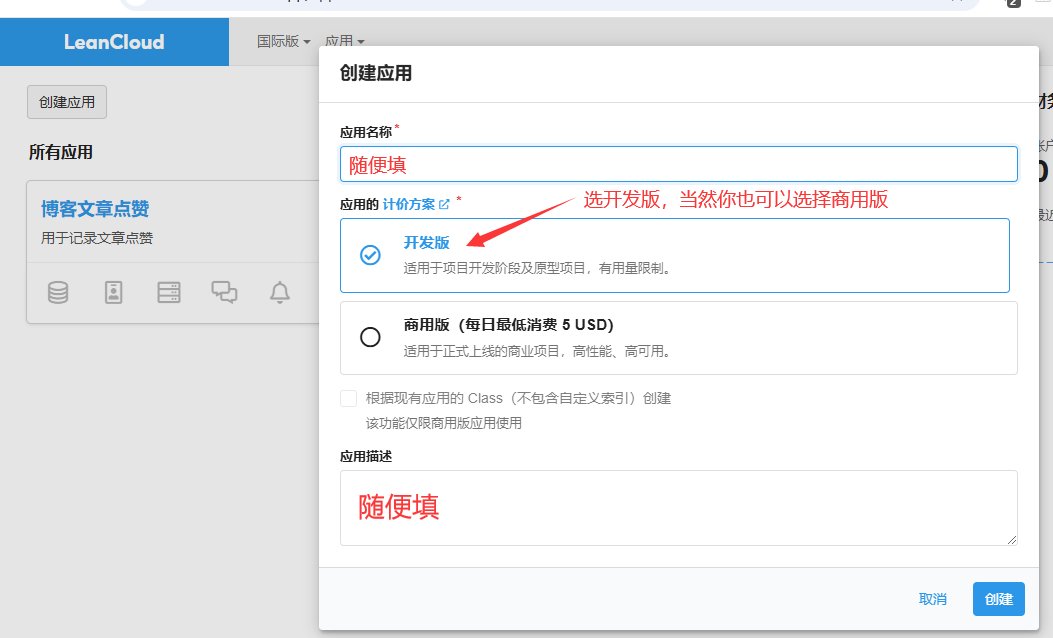 2
LeanCloud
国际版
应用
创建应用
所有应用
博客文章点赞
用于记录文章点赞
创建应用
应用名称*
随便填
应用的 计价方案 *
选开发版，当然你也可以选择商用版
开发版
适用于项目开发阶段及原型项目，有用量限制。
商用版（每日最低消费 5 USD）
适用于正式上线的商业项目，高性能、高可用。
根据现有应用的 Class（不包含自定义索引）创建
该功能仅限商用版应用使用
应用描述
随便填
取消
创建